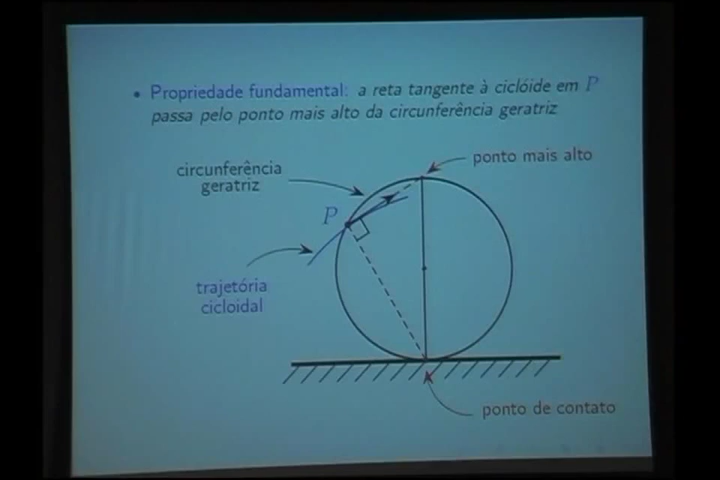 • Propriedade fundamental: a reta tangente à ciclóide em P
passa pelo ponto mais alto da circunferência geratriz
ponto mais alto
circunferência
geratriz
P
trajetória
cicloidal
ponto de contato